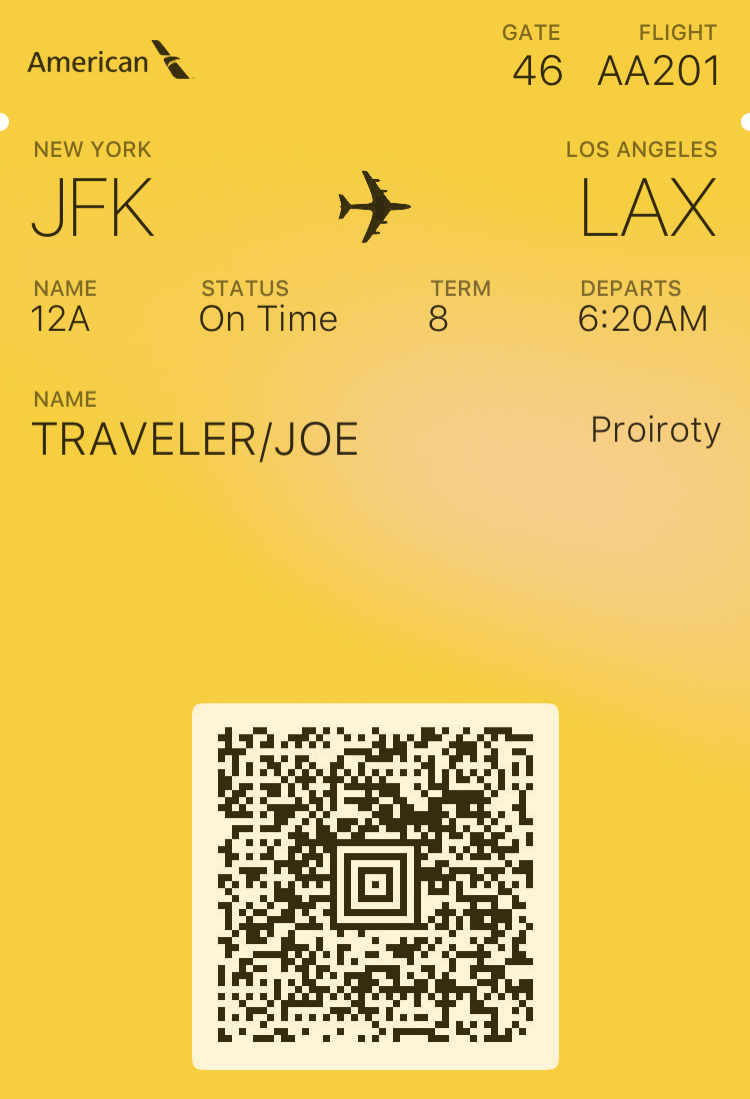 American
GATE FLIGHT
46 AA201
NEW YORK LOS ANGELES
JFK LAX
NAME STATUS TERM DEPARTS
12A On Time 8 6:20AM
NAME
TRAVELER/JOE Proiroty